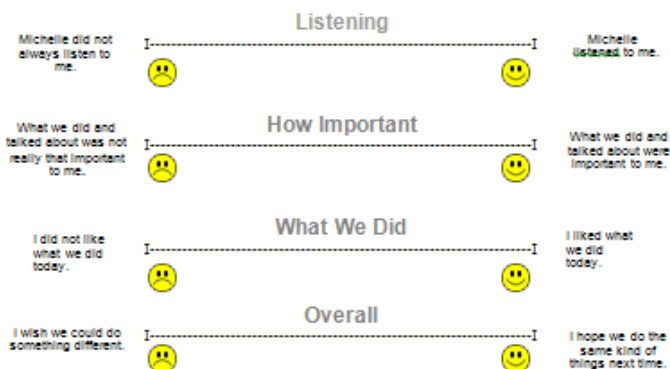 Listening
Michelle did not
always listen to
me.
I---------------------------------------------------------------I
Michelle
listened to me.
How Important
What we did and
talked about was not
really that important
to me.
I---------------------------------------------------------------I
What we did and
talked about were
important to me.
What We Did
I did not like
what we did
today.
I---------------------------------------------------------------I
I liked what
we did
today.
Overall
I wish we could do
something different.
I---------------------------------------------------------------I
I hope we do the
same kind of
things next time.